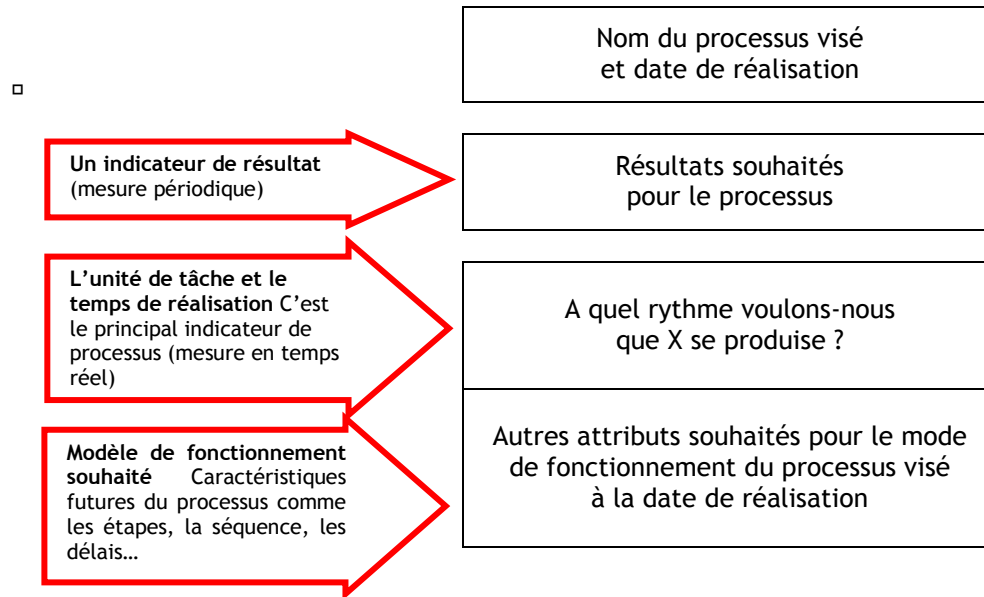 Nom du processus visé
et date de réalisation
Un indicateur de résultat
(mesure périodique)
Résultats souhaités
pour le processus
L’unité de tâche et le
temps de réalisation C’est
le principal indicateur de
processus (mesure en temps
réel)
A quel rythme voulons-nous
que X se produise ?
Modèle de fonctionnement
souhaité Caractéristiques
futures du processus comme
les étapes, la séquence, les
délais…
Autres attributs souhaités pour le mode
de fonctionnement du processus visé
à la date de réalisation